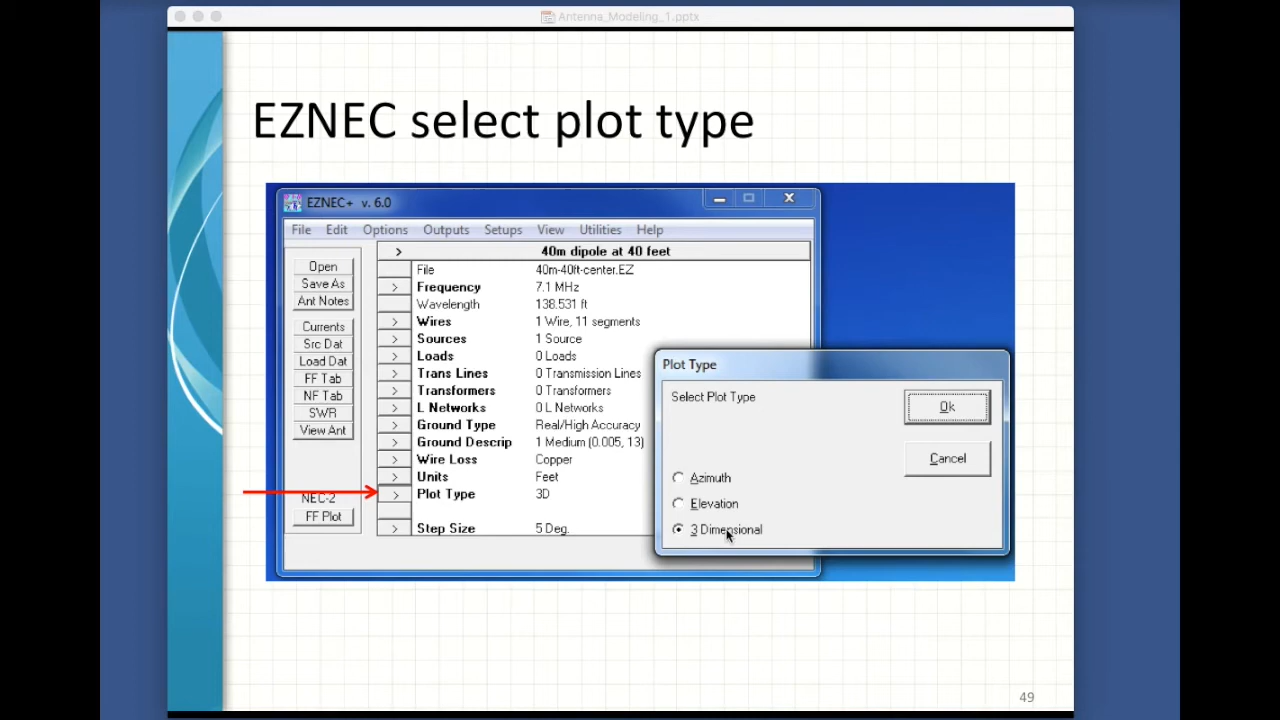 Antenna_Modeling_1.pptx
EZNEC select plot type
EZNEC+ v. 6.0
File Edit Options Outputs Setups View Utilities Help
> 40m dipole at 40 feet
Open
Save As
Ant Notes
Currents
Src Dat
Load Dat
FF Tab
NF Tab
SWR
View Ant
NEC-2
FF Plot
File 40m-40ft-center.EZ
> Frequency 7.1 MHz
Wavelength 138.531 ft
> Wires 1 Wire, 11 segments
> Sources 1 Source
> Loads 0 Loads
> Trans Lines 0 Transmission Lines
> Transformers 0 Transformers
> L Networks 0 L Networks
> Ground Type Real/High Accuracy
> Ground Descrip 1 Medium (0.005, 13)
> Wire Loss Copper
> Units Feet
> Plot Type 3D
> Step Size 5 Deg.
Plot Type
Select Plot Type
Ok
Cancel
Azimuth
Elevation
3 Dimensional
49